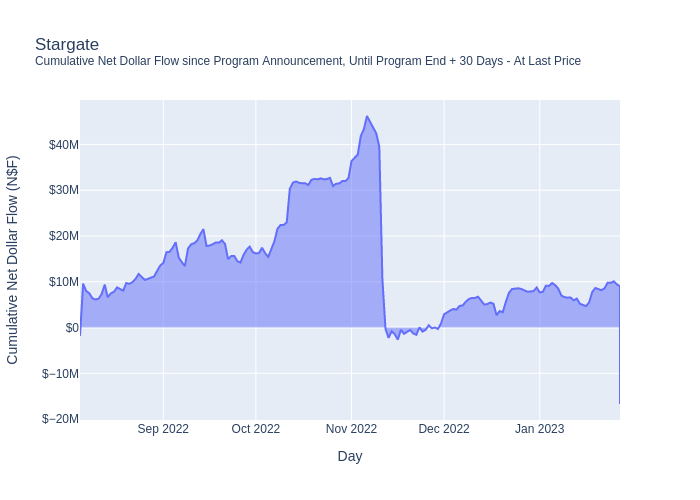 Stargate
Cumulative Net Dollar Flow since Program Announcement, Until Program End + 30 Days - At Last Price
Cumulative Net Dollar Flow (N$F)
$40M
$30M
$20M
$10M
$0
$−10M
$−20M
Sep 2022
Oct 2022
Nov 2022
Dec 2022
Jan 2023
Day